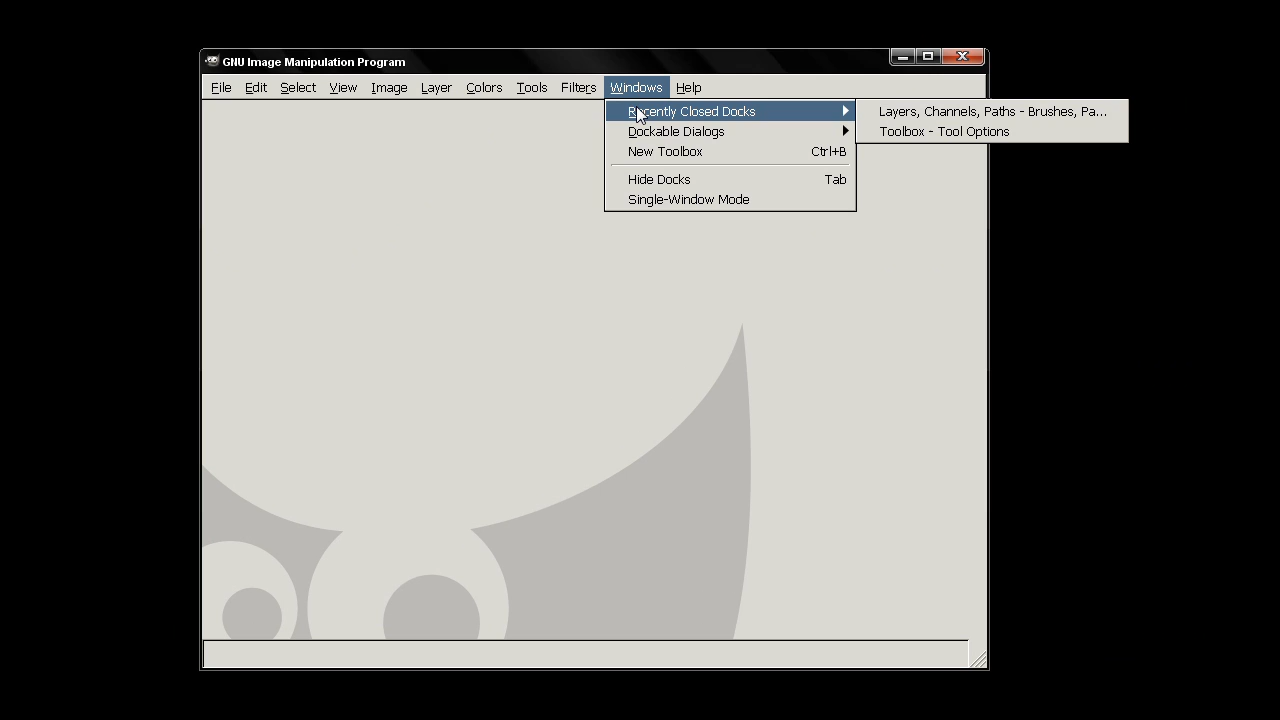 GNU Image Manipulation Program
File Edit Select View Image Layer Colors Tools Filters Windows Help
Recently Closed Docks
Layers, Channels, Paths - Brushes, Pa...
Dockable Dialogs
Toolbox - Tool Options
New Toolbox Ctrl+B
Hide Docks Tab
Single-Window Mode